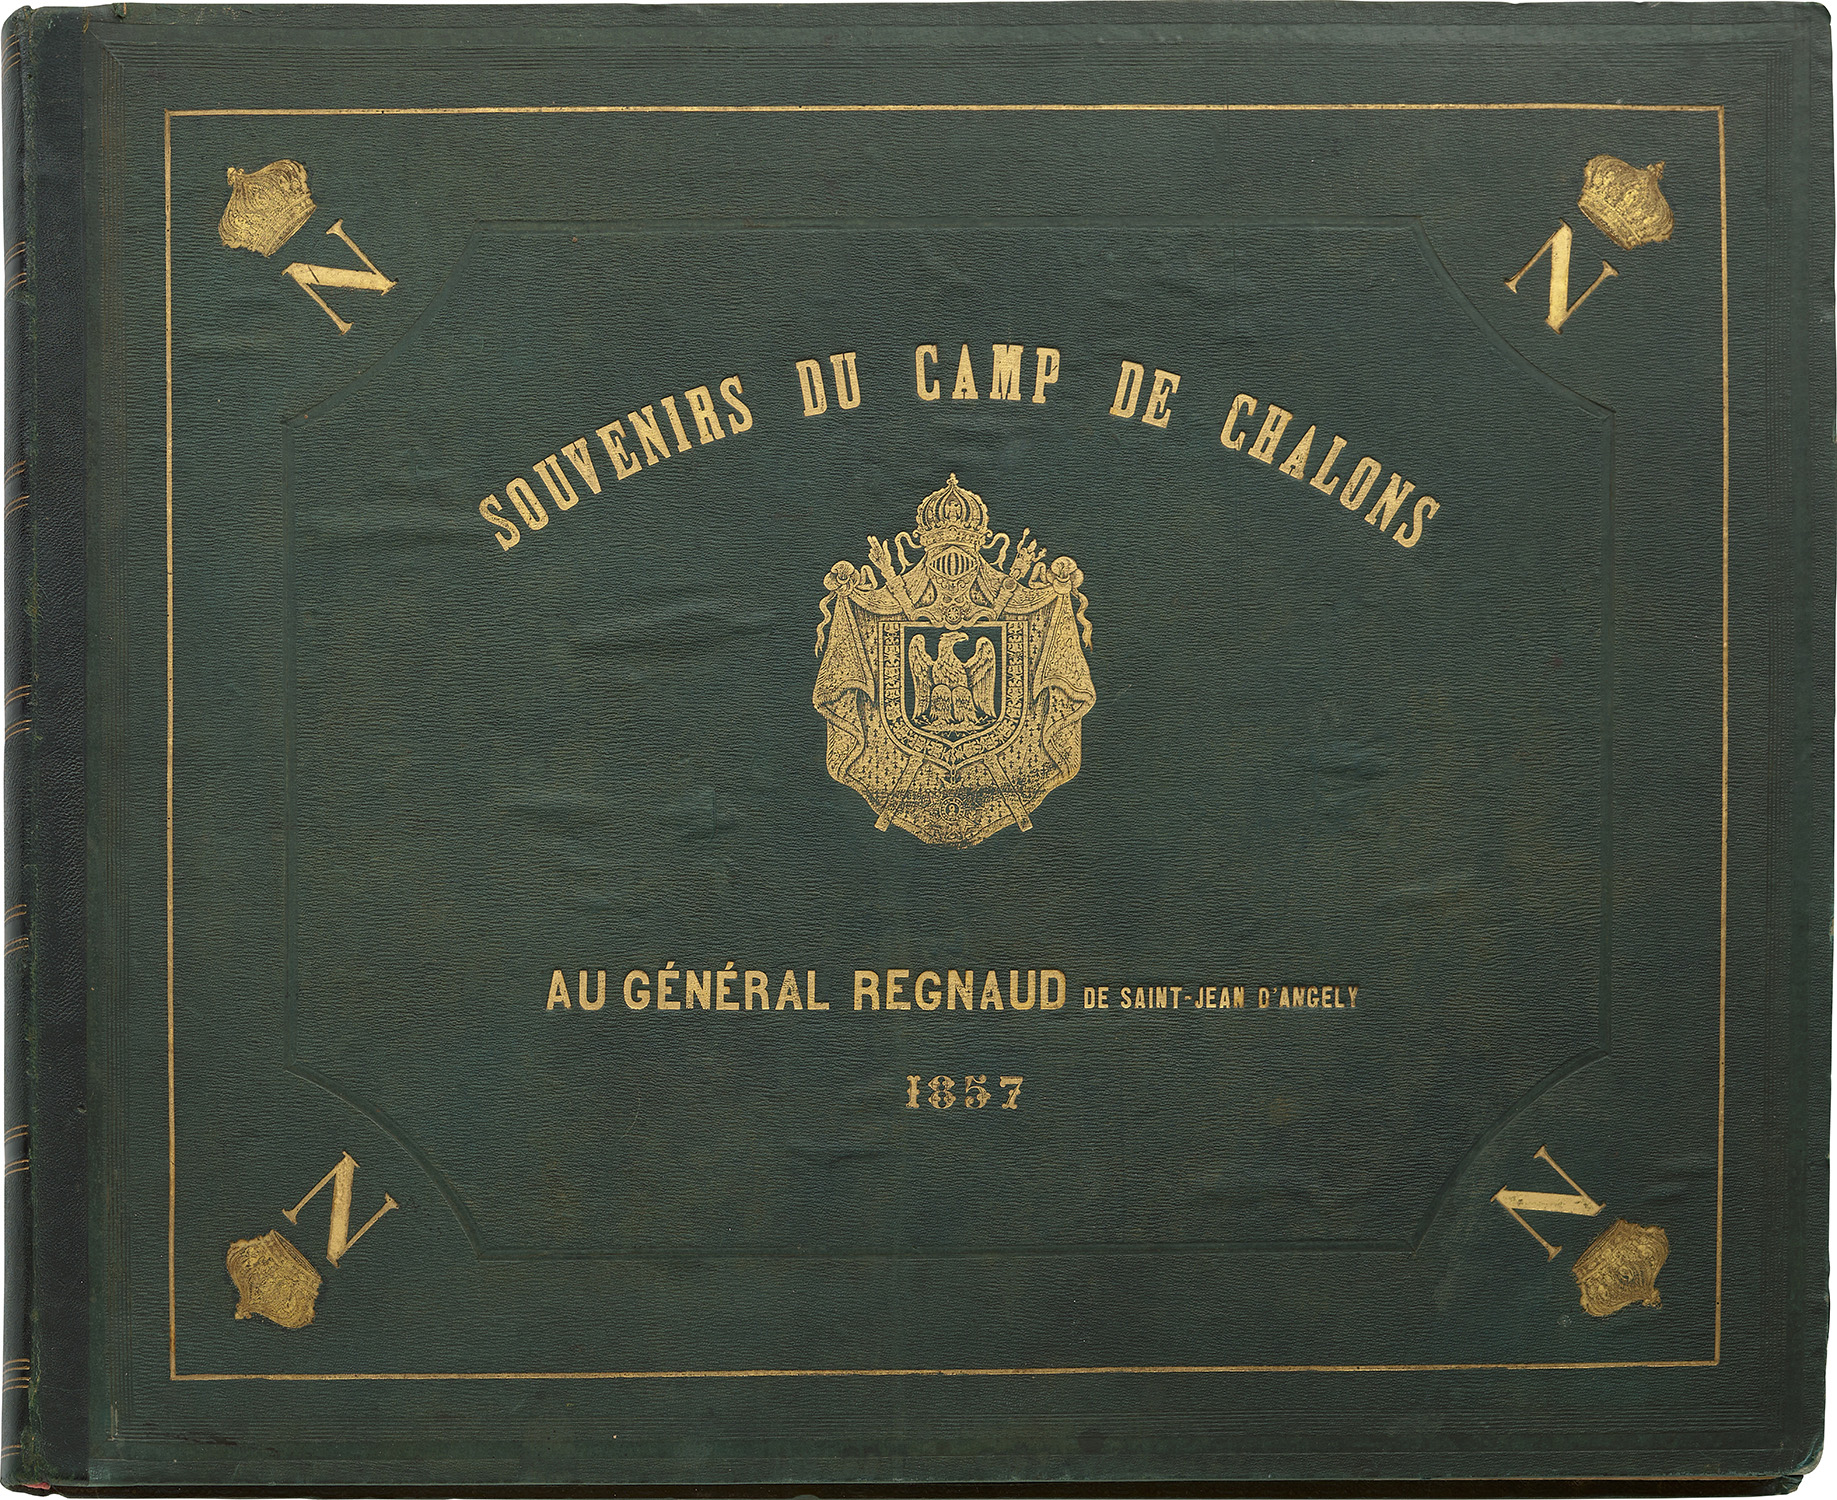 N N
SOUVENIRS DU CAMP DE CHALONS
AU GÉNÉRAL REGNAUD DE SAINT-JEAN D'ANGELY
1857
N N